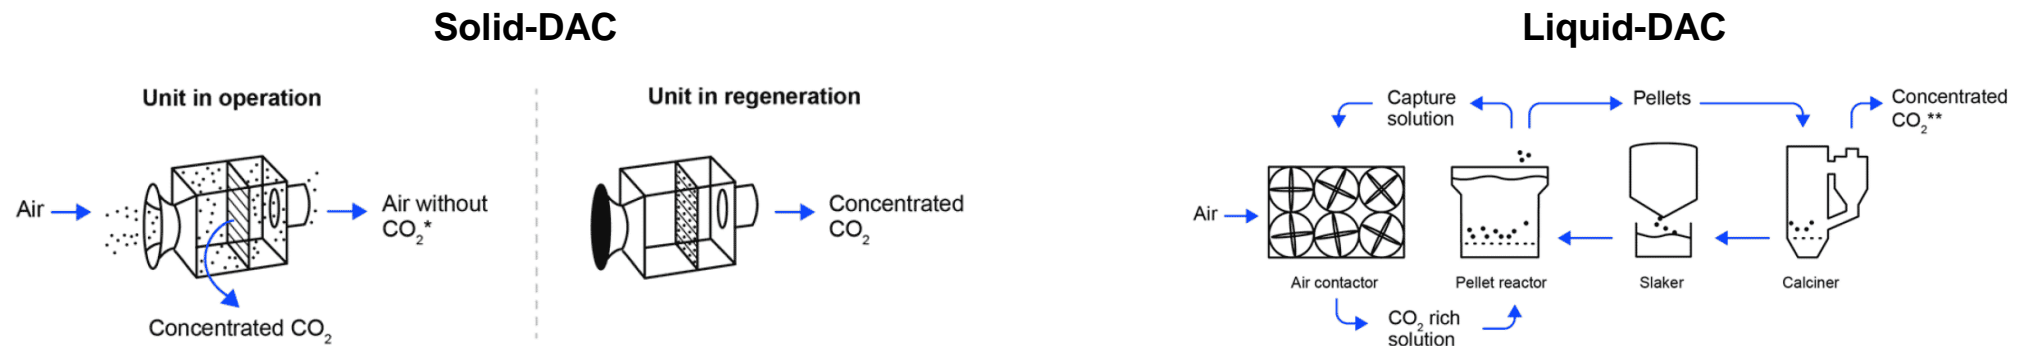 Solid-DAC
Unit in operation
Air
Air without
CO₂*
Concentrated CO₂
Unit in regeneration
Concentrated
CO₂
Liquid-DAC
Capture
solution
Pellets
Concentrated
CO₂**
Air
Air contactor
Pellet reactor
Slaker
Calciner
CO₂ rich
solution